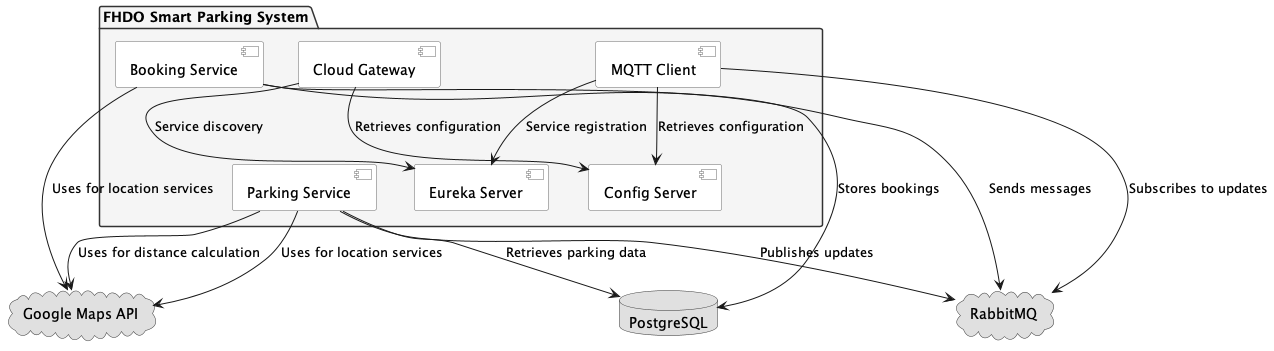 FHDO Smart Parking System
Booking Service
Cloud Gateway
MQTT Client
Service discovery
Retrieves configuration
Service registration
Retrieves configuration
Uses for location services
Parking Service
Eureka Server
Config Server
Stores bookings
Sends messages
Subscribes to updates
Uses for distance calculation
Uses for location services
Retrieves parking data
Publishes updates
Google Maps API
PostgreSQL
RabbitMQ